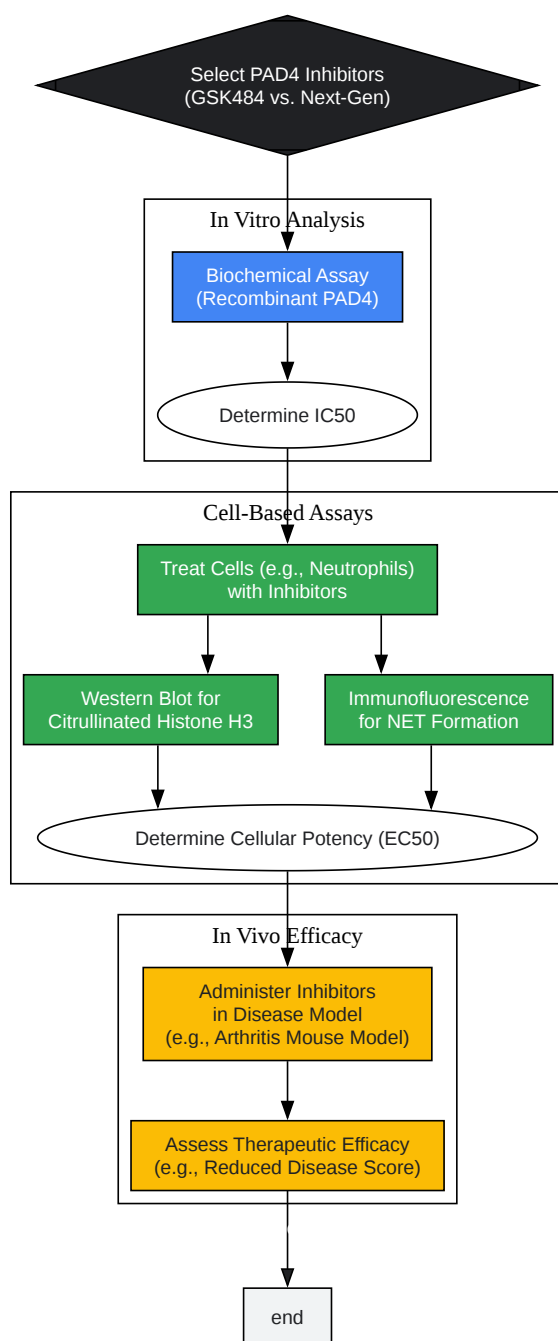 Select PAD4 Inhibitors
(GSK484 vs. Next-Gen)
In Vitro Analysis
Biochemical Assay
(Recombinant PAD4)
Determine IC50
Cell-Based Assays
Treat Cells (e.g., Neutrophils)
with Inhibitors
Western Blot for
Citrullinated Histone H3
Immunofluorescence
for NET Formation
Determine Cellular Potency (EC50)
In Vivo Efficacy
Administer Inhibitors
in Disease Model
(e.g., Arthritis Mouse Model)
Assess Therapeutic Efficacy
(e.g., Reduced Disease Score)
end